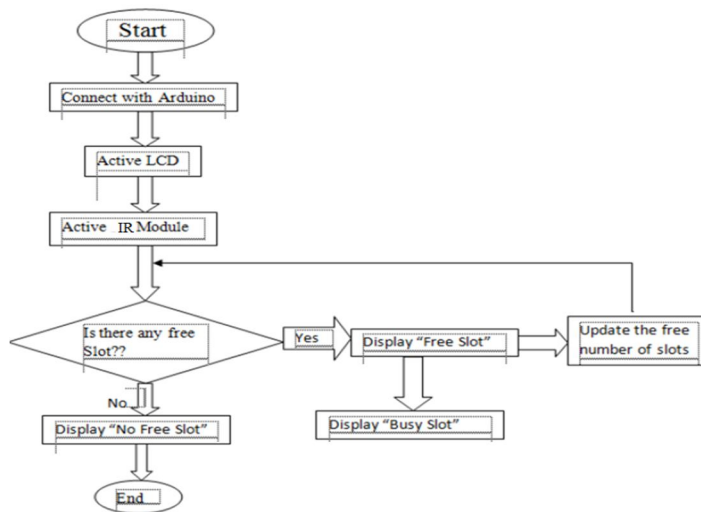 Start
Connect with Arduino
Active LCD
Active IR Module
Is there any free
Slot??
Yes
Display “Free Slot”
Update the free
number of slots
No
Display “No Free Slot”
Display “Busy Slot”
End